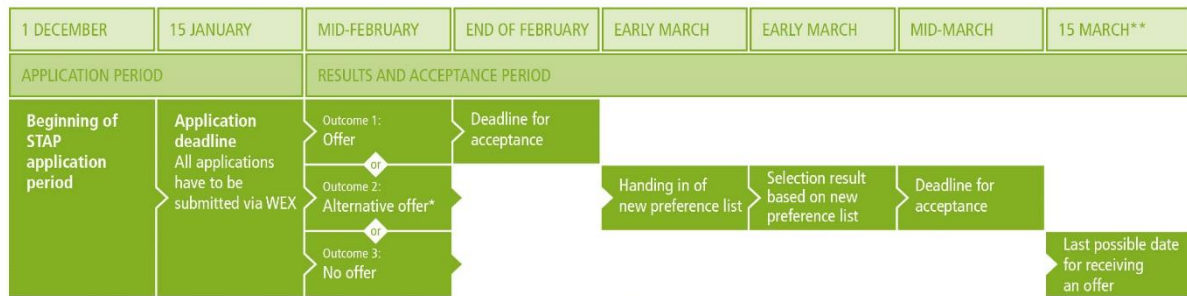 1 DECEMBER
15 JANUARY
MID-FEBRUARY
END OF FEBRUARY
EARLY MARCH
EARLY MARCH
MID-MARCH
15 MARCH**
APPLICATION PERIOD
RESULTS AND ACCEPTANCE PERIOD
Beginning of
STAP
application
period
Application
deadline
All applications
have to be
submitted via WEX
Outcome 1:
Offer
or
Outcome 2:
Alternative offer*
or
Outcome 3:
No offer
Deadline for
acceptance
Handing in of
new preference list
Selection result
based on new
preference list
Deadline for
acceptance
Last possible date
for receiving
an offer